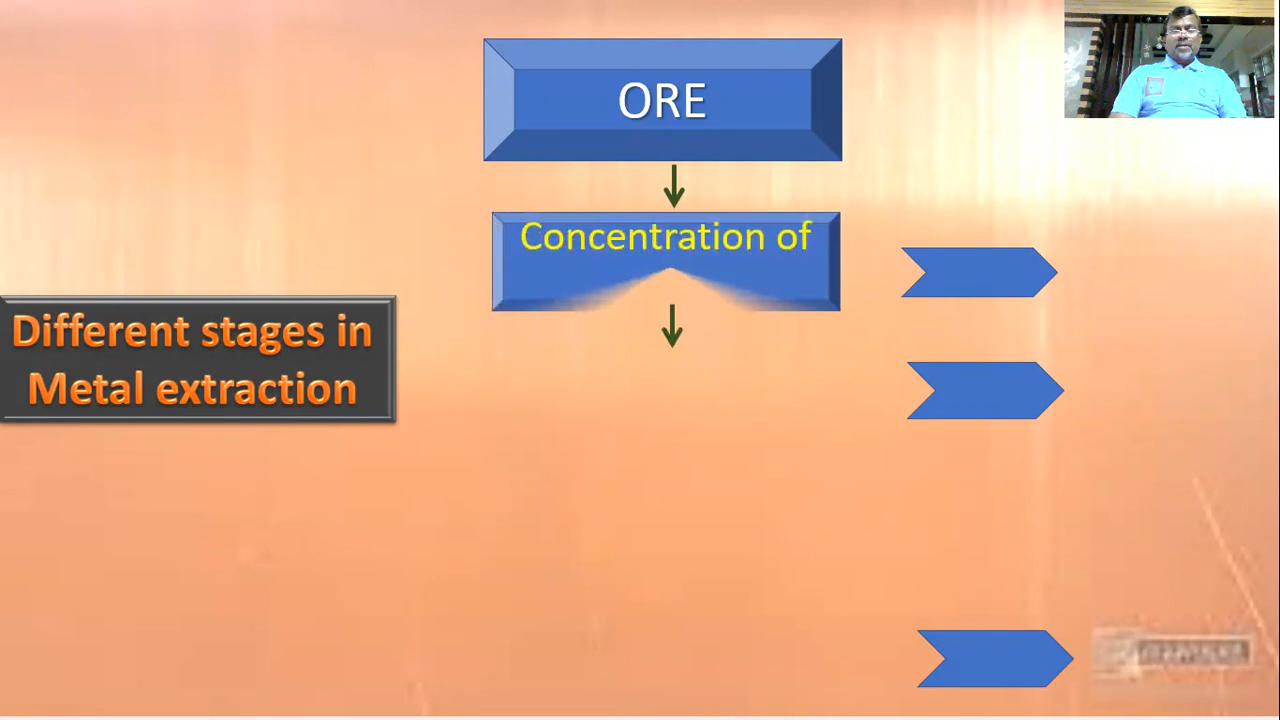 ORE
Concentration of
Different stages in
Metal extraction